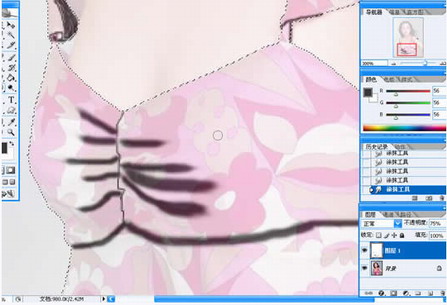 导航器
200%
颜色
R 56
G 56
B 56
历史记录
涂抹工具
涂抹工具
涂抹工具
涂抹工具
图层
正常 不透明度: 75%
锁定: 填充: 100%
图层 1
背景
200% 文档:900.0K/2.42M